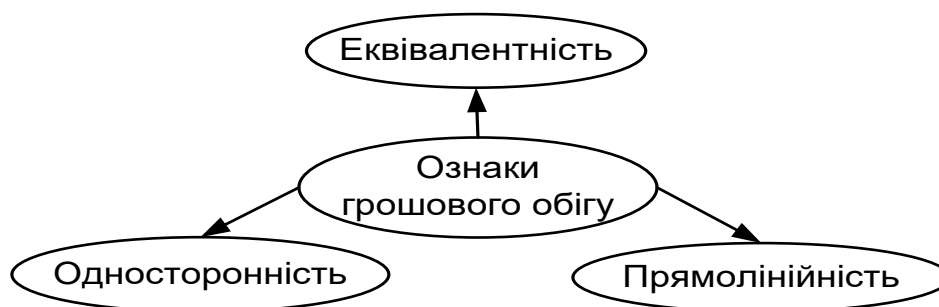 Еквівалентність
Ознаки
грошового обігу
Односторонність
Прямолінійність